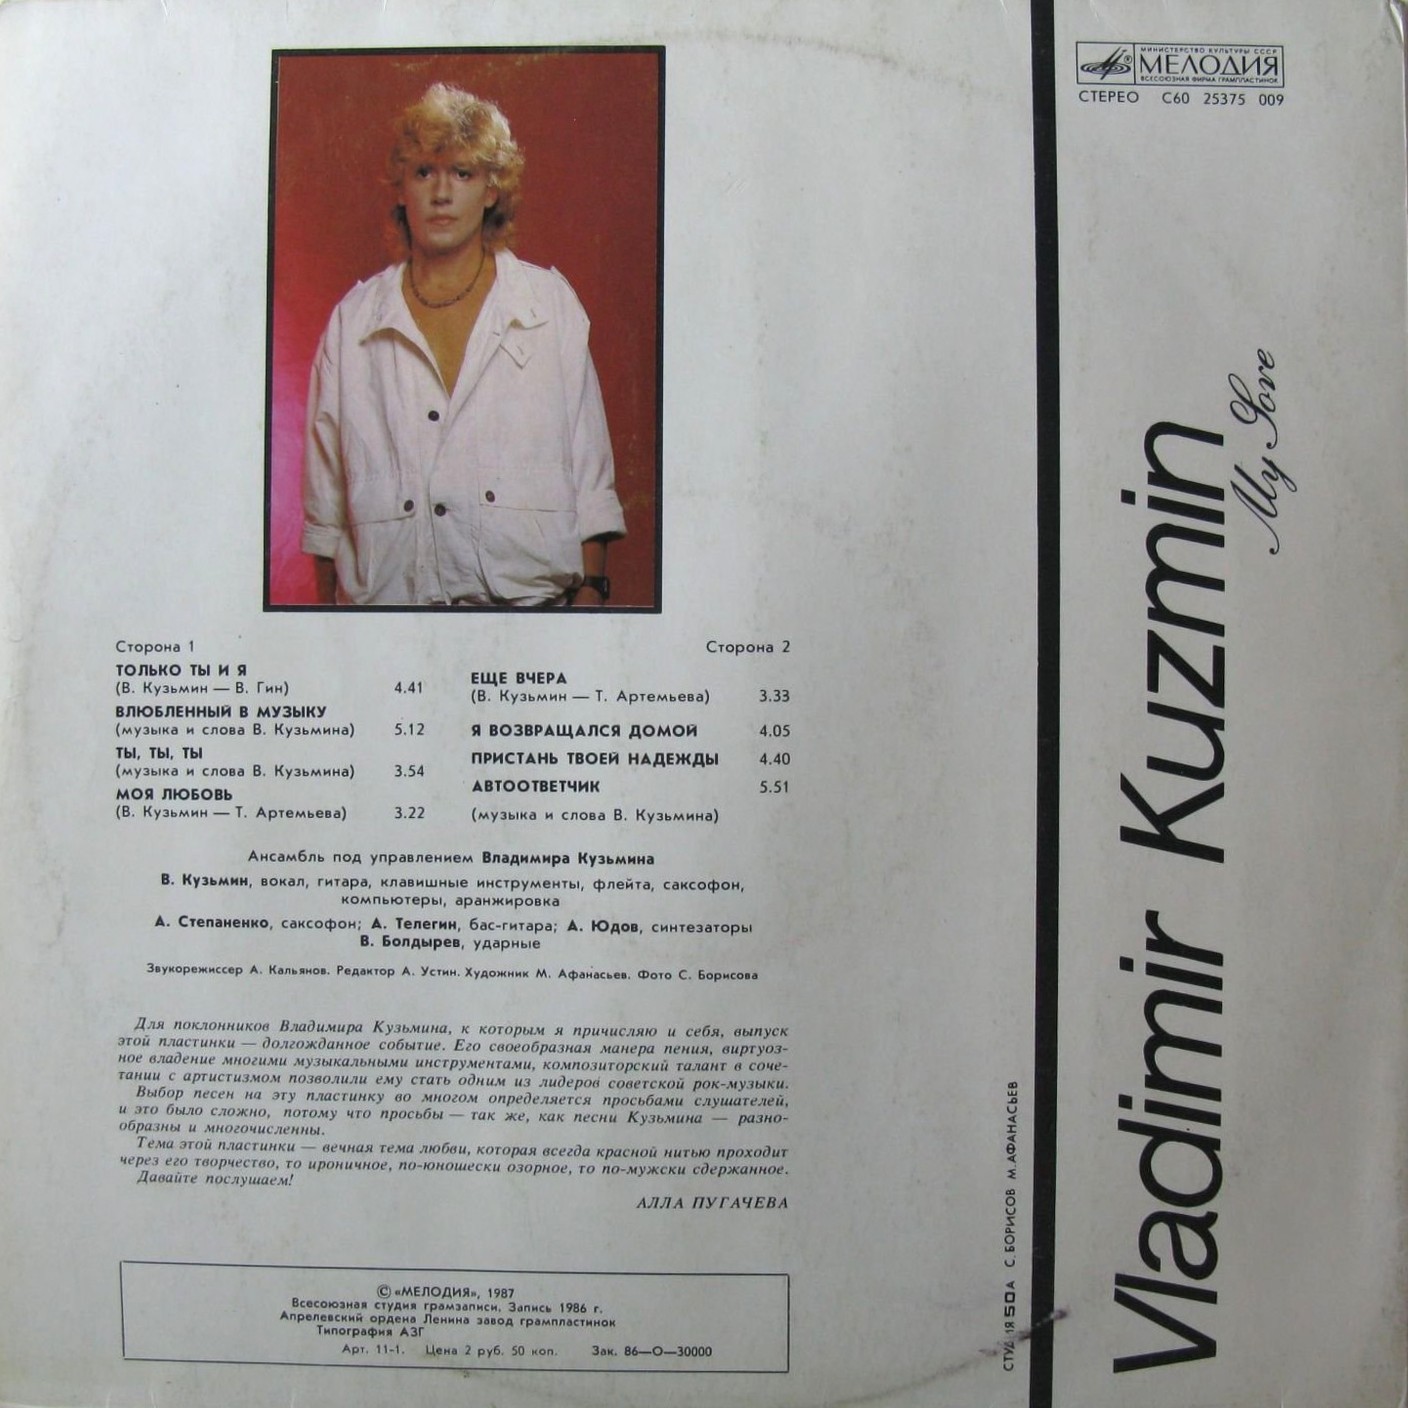 МИНИСТЕРСТВО КУЛЬТУРЫ СССР
МЕЛОДИЯ
ВСЕСОЮЗНАЯ ФИРМА ГРАМПЛАСТИНОК
СТЕРЕО С60 25375 009
Vladimir Kuzmin
My Love
Сторона 1
ТОЛЬКО ТЫ И Я
(В. Кузьмин — В. Гин) 4.41
ВЛЮБЛЕННЫЙ В МУЗЫКУ
(музыка и слова В. Кузьмина) 5.12
ТЫ, ТЫ, ТЫ
(музыка и слова В. Кузьмина) 3.54
МОЯ ЛЮБОВЬ
(В. Кузьмин — Т. Артемьева) 3.22
Сторона 2
ЕЩЕ ВЧЕРА
(В. Кузьмин — Т. Артемьева) 3.33
Я ВОЗВРАЩАЛСЯ ДОМОЙ 4.05
ПРИСТАНЬ ТВОЕЙ НАДЕЖДЫ 4.40
АВТООТВЕТЧИК 5.51
(музыка и слова В. Кузьмина)
Ансамбль под управлением Владимира Кузьмина
В. Кузьмин, вокал, гитара, клавишные инструменты, флейта, саксофон,
компьютеры, аранжировка
А. Степаненко, саксофон; А. Телегин, бас-гитара; А. Юдов, синтезаторы
В. Болдырев, ударные
Звукорежиссер А. Кальянов. Редактор А. Устин. Художник М. Афанасьев. Фото С. Борисова
Для поклонников Владимира Кузьмина, к которым я причисляю и себя, выпуск
этой пластинки — долгожданное событие. Его своеобразная манера пения, виртуоз-
ное владение многими музыкальными инструментами, композиторский талант в соче-
тании с артистизмом позволили ему стать одним из лидеров советской рок-музыки.
Выбор песен на эту пластинку во многом определяется просьбами слушателей,
и это было сложно, потому что просьбы — так же, как песни Кузьмина — разно-
образны и многочисленны.
Тема этой пластинки — вечная тема любви, которая всегда красной нитью проходит
через его творчество, то ироничное, по-юношески озорное, то по-мужски сдержанное.
Давайте послушаем!
АЛЛА ПУГАЧЕВА
© «МЕЛОДИЯ», 1987
Всесоюзная студия грамзаписи. Запись 1986 г.
Апрелевский ордена Ленина завод грампластинок
Типография АЗГ
Арт. 11-1. Цена 2 руб. 50 коп. Зак. 86—О—30000
50А С. БОРИСОВ М. АФАНАСЬЕВ